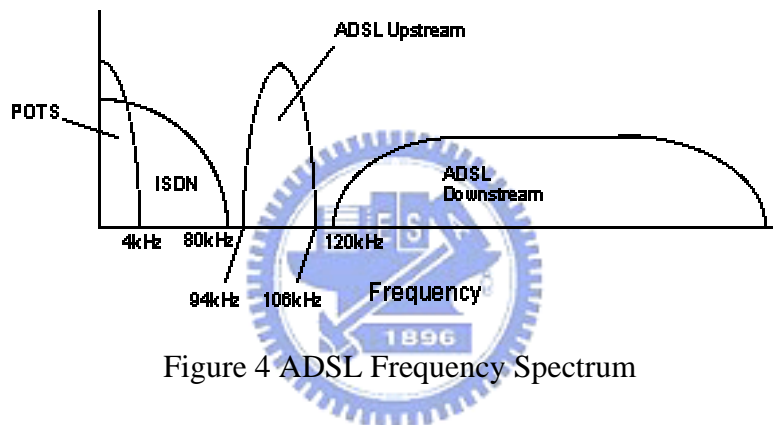 ADSL Upstream
POTS
ISDN
ADSL
Downstream
4kHz 80kHz 120kHz
94kHz 106kHz Frequency
1896
Figure 4 ADSL Frequency Spectrum